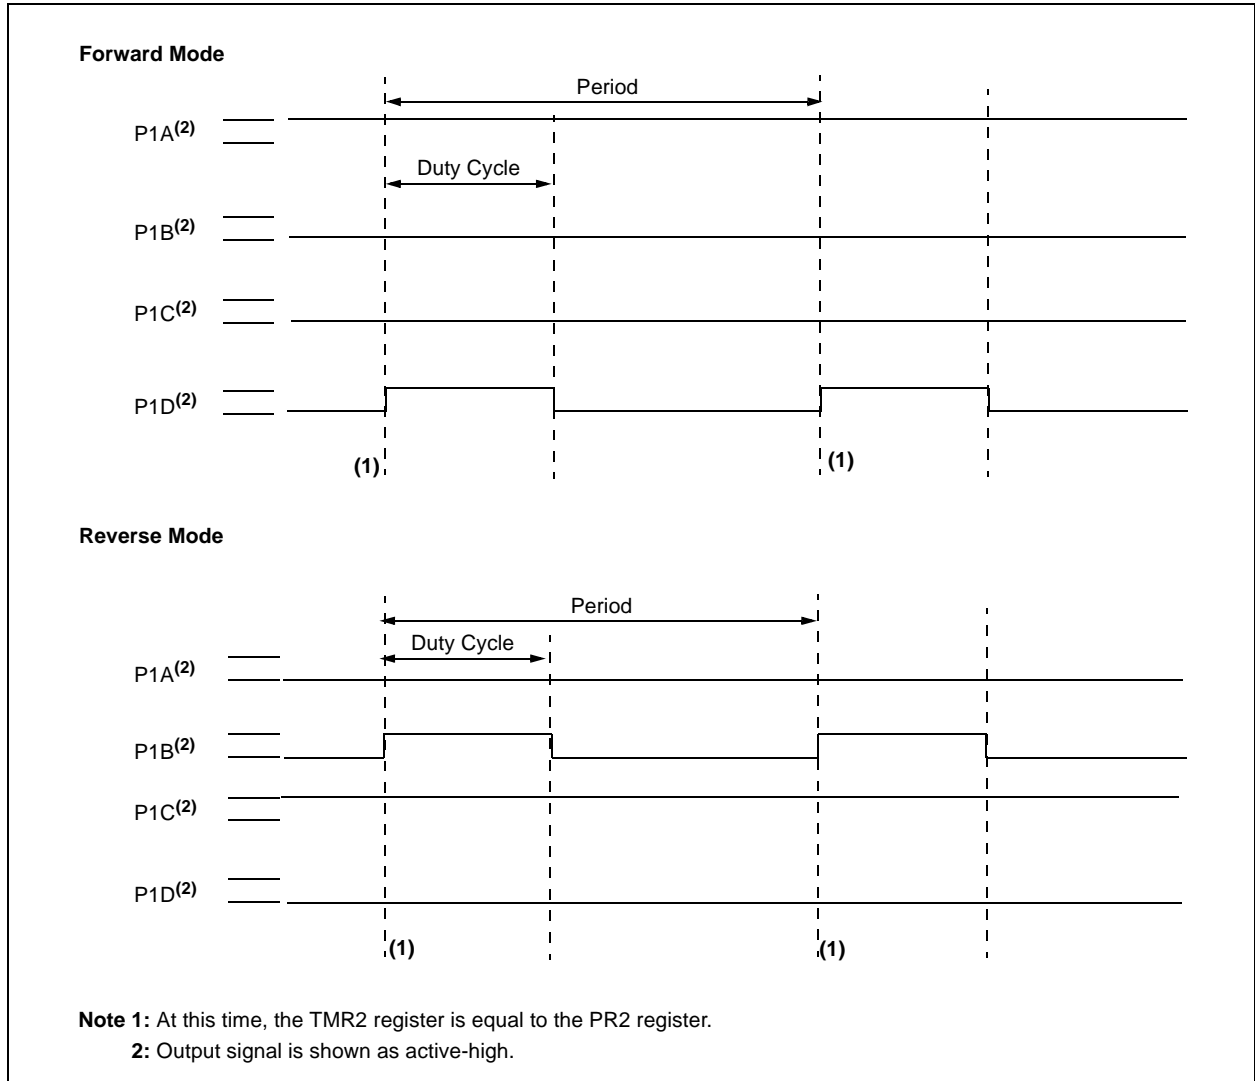 Forward Mode
Period
P1A(2)
Duty Cycle
P1B(2)
P1C(2)
P1D(2)
(1)
(1)
Reverse Mode
Period
Duty Cycle
P1A(2)
P1B(2)
P1C(2)
P1D(2)
(1)
(1)
Note 1: At this time, the TMR2 register is equal to the PR2 register.
2: Output signal is shown as active-high.